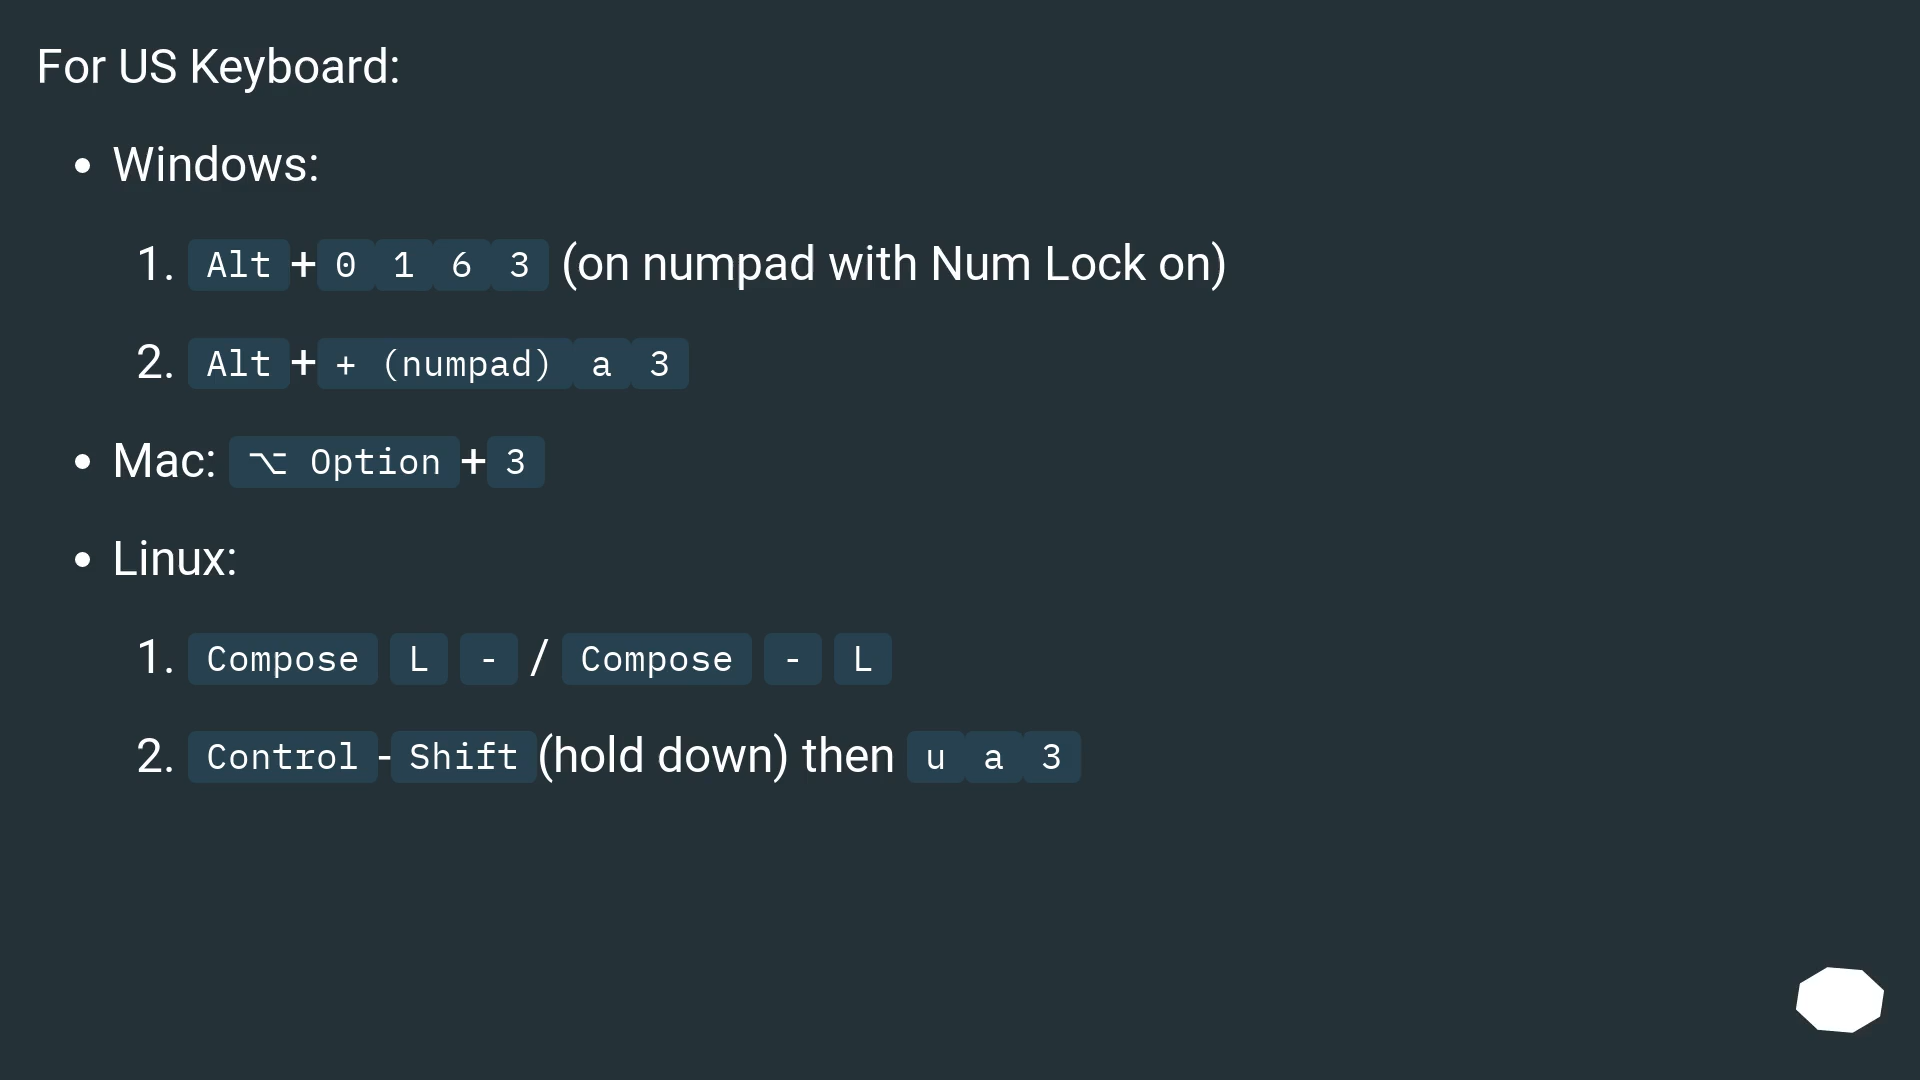 For US Keyboard:
• Windows:
1. Alt+0 1 6 3 (on numpad with Num Lock on)
2. Alt++ (numpad) a 3
• Mac: ⌥ Option+3
• Linux:
1. Compose L - / Compose - L
2. Control-Shift(hold down) then u a 3